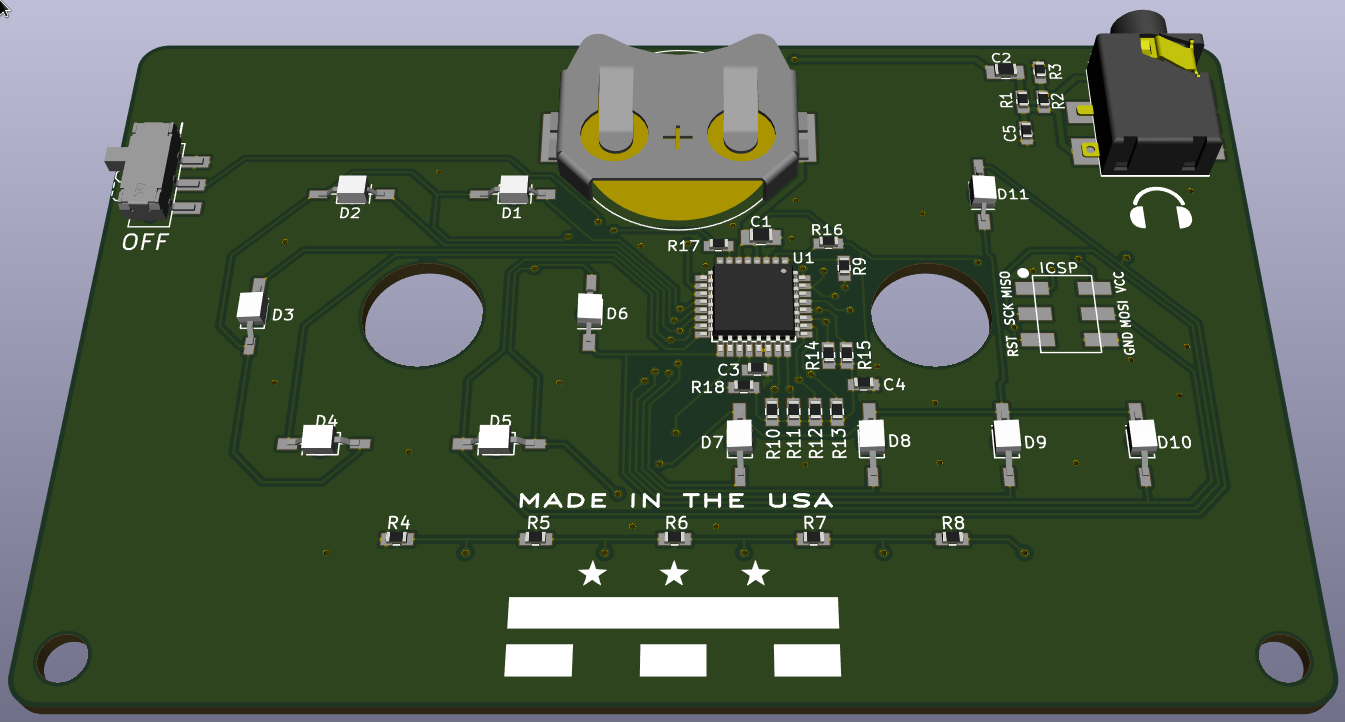 C2
R3
R1
R2
C5
D2
D1
D11
OFF
C1
R16
R17
U1
R9
ICSP
MISO
SCK
RST
VCC
MOSI
GND
D3
D6
R14
R15
C3
R18
C4
D4
D5
D7
R10
R11
R12
R13
D8
D9
D10
MADE IN THE USA
R4
R5
R6
R7
R8